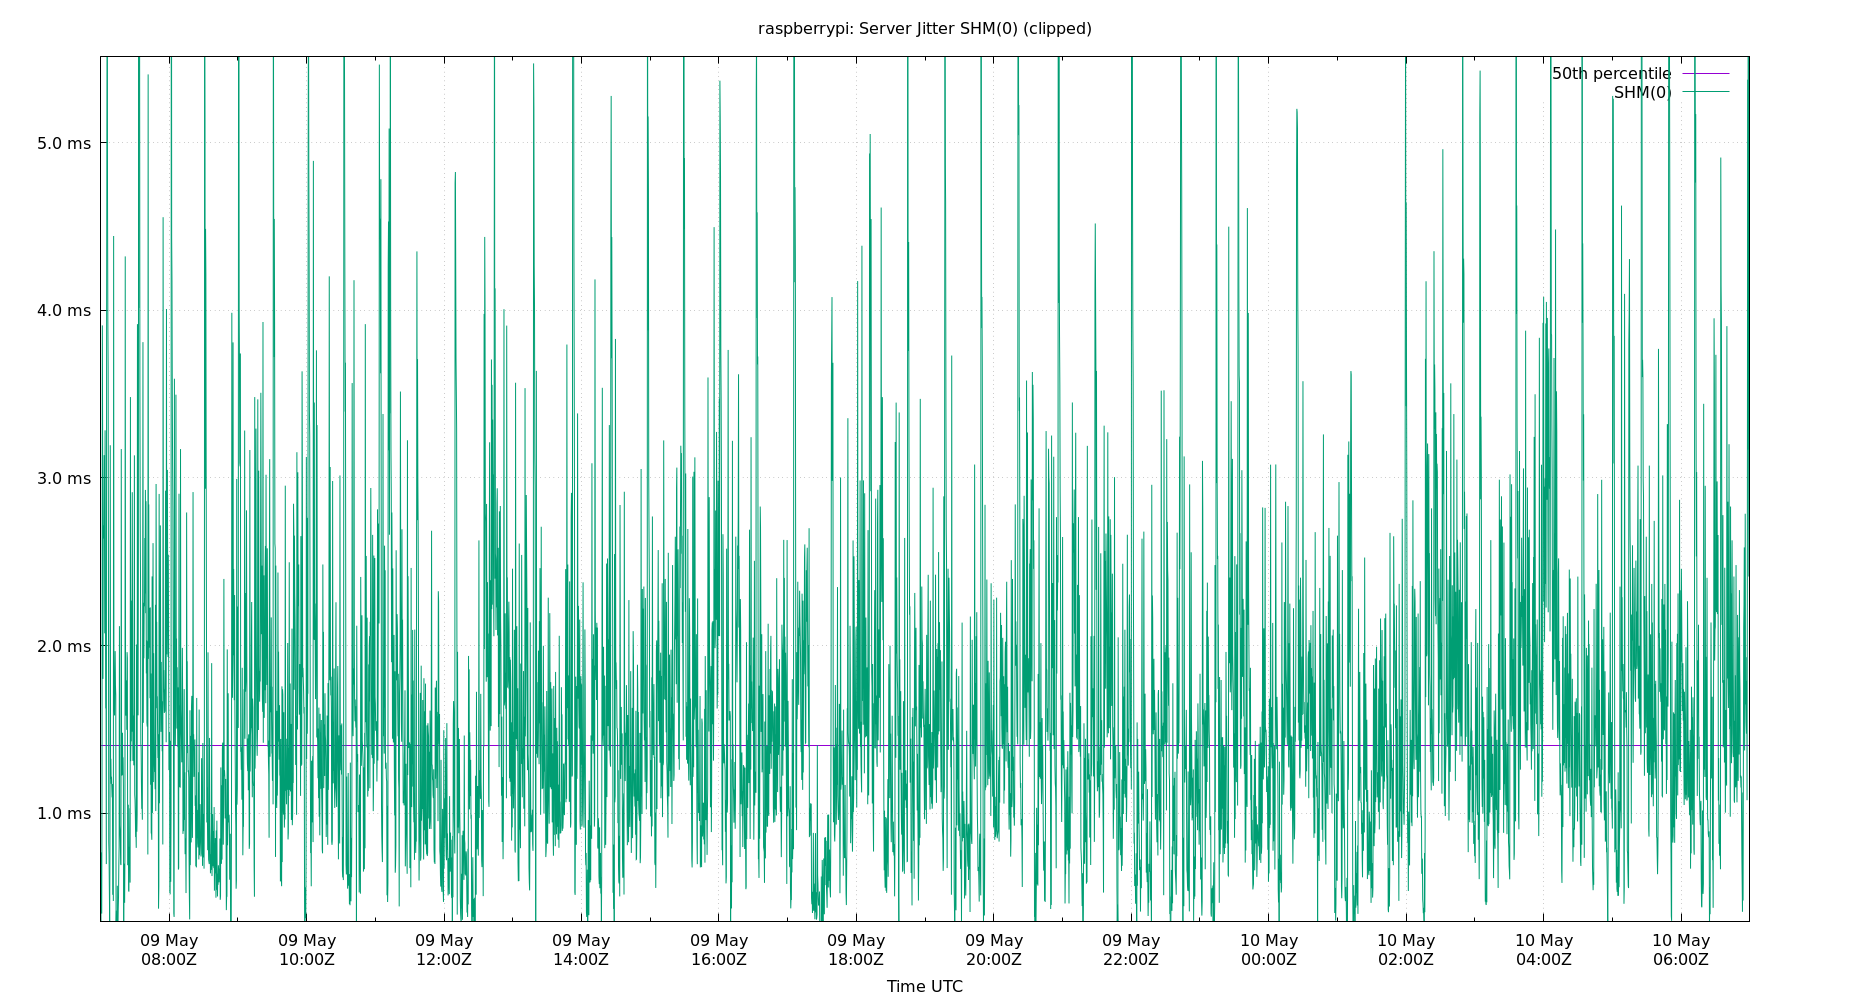 raspberrypi: Server Jitter SHM(0) (clipped)
50th percentile
SHM(0)
5.0 ms
4.0 ms
3.0 ms
2.0 ms
1.0 ms
09 May 09 May 09 May 09 May 09 May 09 May 09 May 09 May 10 May 10 May 10 May 10 May
08:00Z 10:00Z 12:00Z 14:00Z 16:00Z 18:00Z 20:00Z 22:00Z 00:00Z 02:00Z 04:00Z 06:00Z
Time UTC